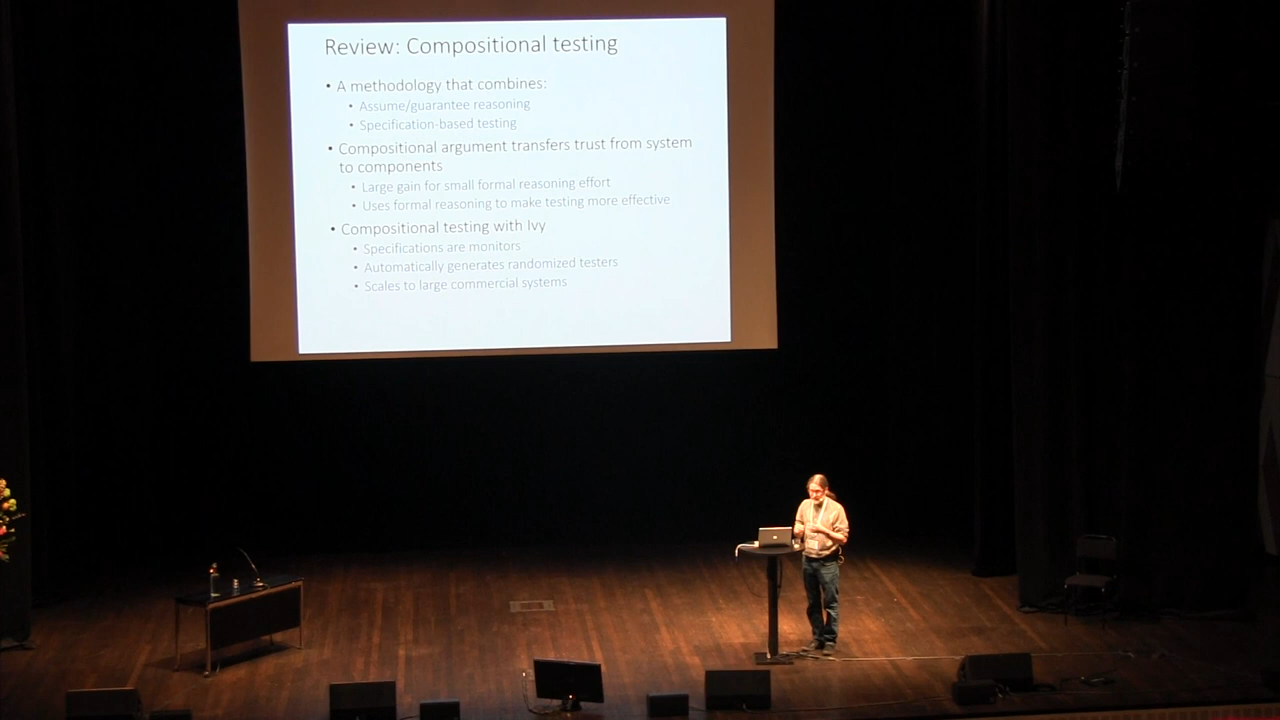 Review: Compositional testing
• A methodology that combines:
• Assume/guarantee reasoning
• Specification-based testing
• Compositional argument transfers trust from system
to components
• Large gain for small formal reasoning effort
• Uses formal reasoning to make testing more effective
• Compositional testing with Ivy
• Specifications are monitors
• Automatically generates randomized testers
• Scales to large commercial systems